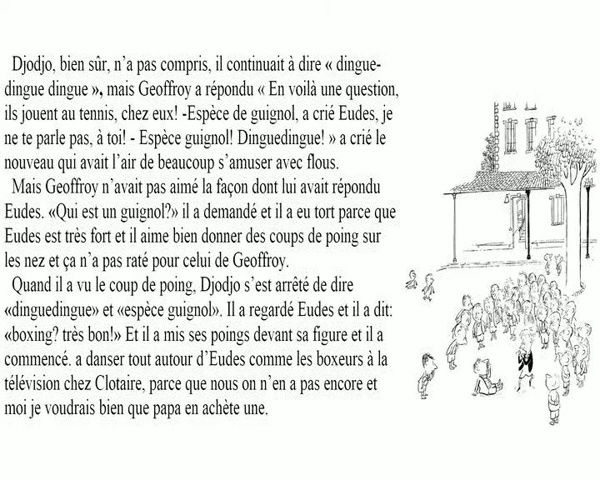 Djodjo, bien sûr, n’a pas compris, il continuait à dire « dingue-
dingue dingue », mais Geoffroy a répondu « En voilà une question,
ils jouent au tennis, chez eux! -Espèce de guignol, a crié Eudes, je
ne te parle pas, à toi! - Espèce guignol! Dinguedingue! » a crié le
nouveau qui avait l’air de beaucoup s’amuser avec flous.
Mais Geoffroy n’avait pas aimé la façon dont lui avait répondu
Eudes. «Qui est un guignol?» il a demandé et il a eu tort parce que
Eudes est très fort et il aime bien donner des coups de poing sur
les nez et ça n’a pas raté pour celui de Geoffroy.
Quand il a vu le coup de poing, Djodjo s’est arrêté de dire
«dinguedingue» et «espèce guignol». Il a regardé Eudes et il a dit:
«boxing? très bon!» Et il a mis ses poings devant sa figure et il a
commencé. a danser tout autour d’Eudes comme les boxeurs à la
télévision chez Clotaire, parce que nous on n’en a pas encore et
moi je voudrais bien que papa en achète une.